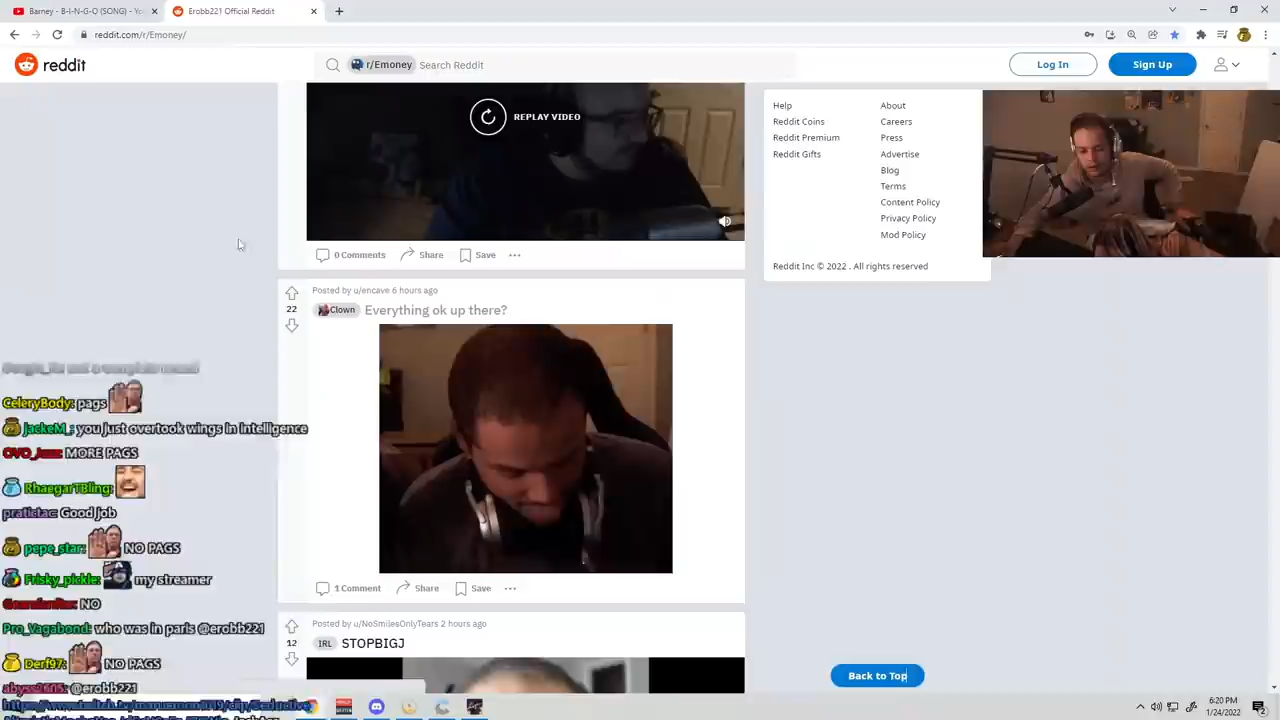 Barney - B-I-N-G-O (SONG) - Yo
Erobb221 Official Reddit
reddit.com/r/Emoney/
reddit
r/Emoney
Search Reddit
Log In
Sign Up
REPLAY VIDEO
0 Comments
Share
Save
Posted by u/encave 6 hours ago
22
Clown
Everything ok up there?
1 Comment
Share
Save
Posted by u/NoSmilesOnlyTears 2 hours ago
12
IRL
STOPBIGJ
Help
About
Reddit Coins
Careers
Reddit Premium
Press
Reddit Gifts
Advertise
Blog
Terms
Content Policy
Privacy Policy
Mod Policy
Reddit Inc © 2022 . All rights reserved
Back to Top
CeleryBody: pags
jackeM_: you just overtook wings in intelligence
MORE PAGS
RhaegarTBling:
Good job
pepe_star: NO PAGS
Frisky_pickle: my streamer
NO
Pro_Vagabond: who was in paris @erobb221
Derf97: NO PAGS
@erobb221
6:20 PM
1/24/2022